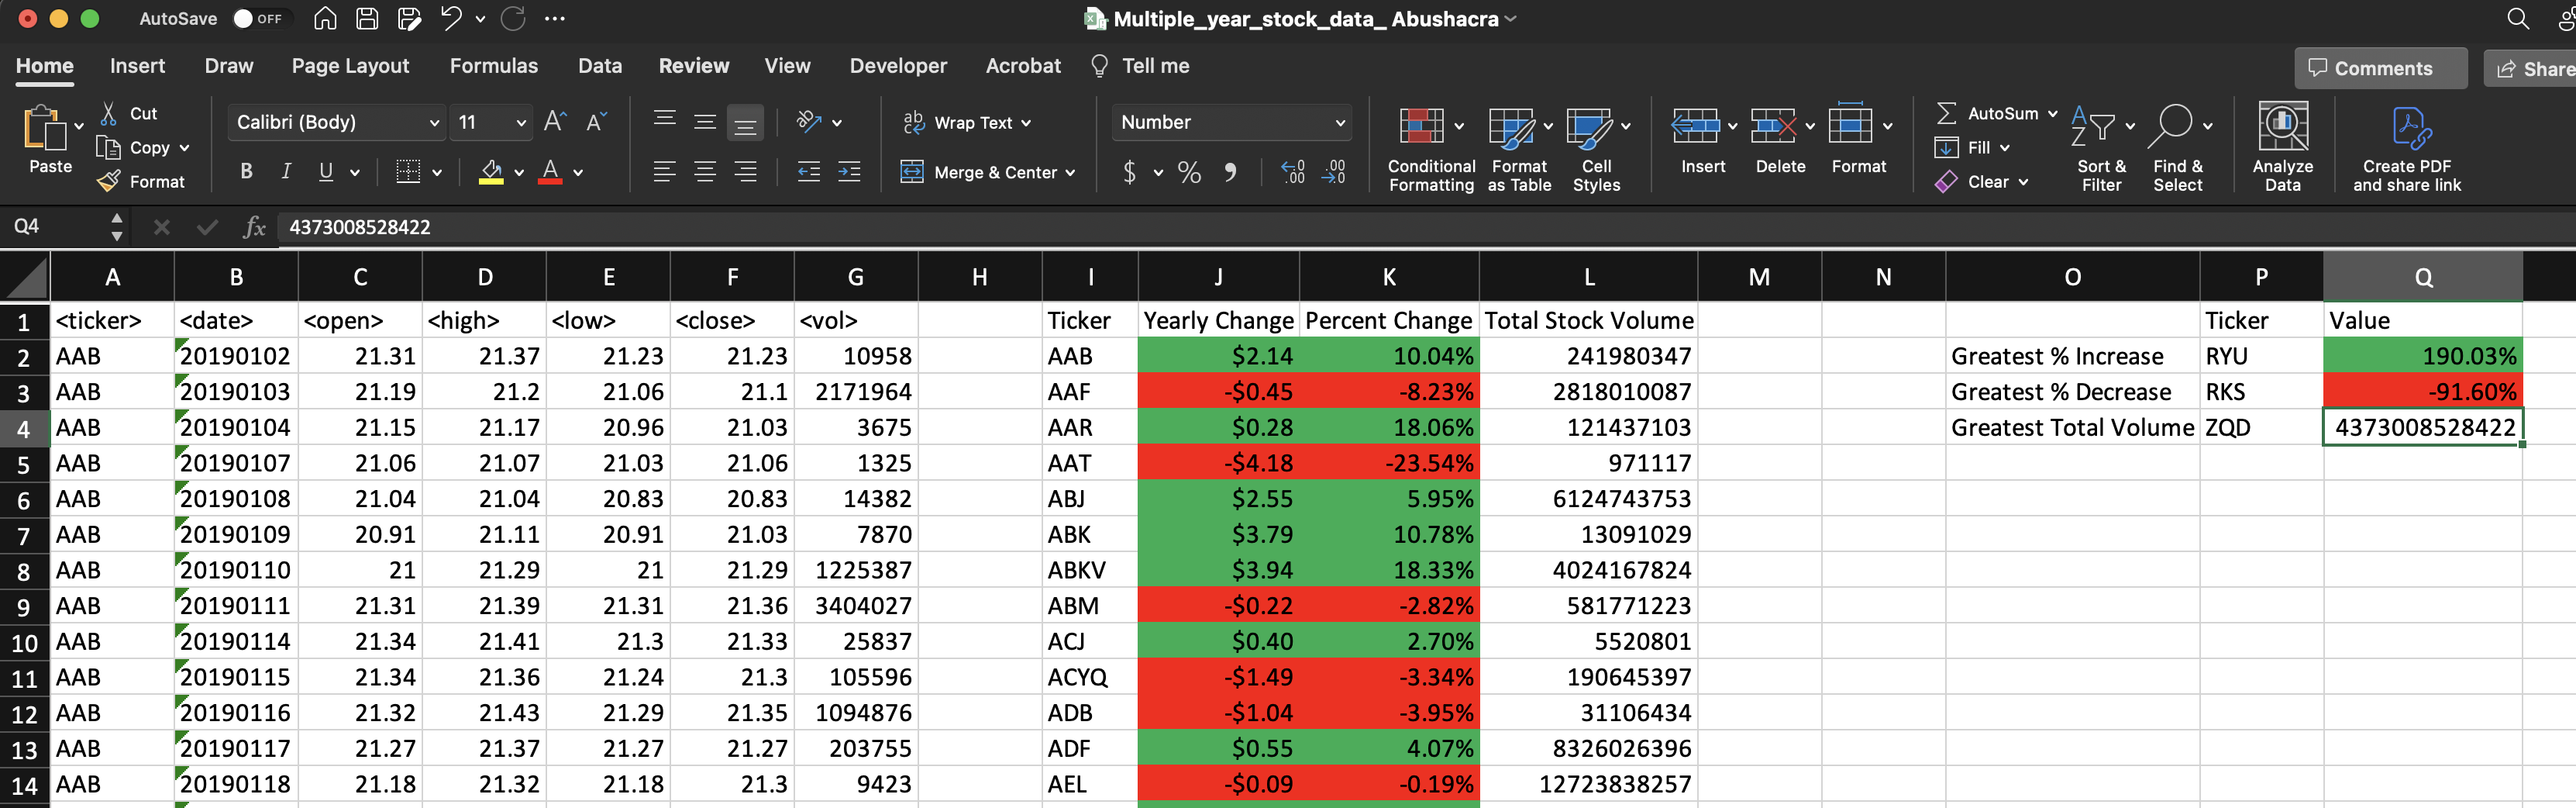 AutoSave OFF Multiple_year_stock_data_ Abushacra
Home Insert Draw Page Layout Formulas Data Review View Developer Acrobat Tell me Comments Share
Paste Cut Copy Format
Calibri (Body) 11
B I U A
ab Wrap Text
Merge & Center
Number
$ % 9 .00 .00
Conditional Formatting
Format as Table
Cell Styles
Insert Delete Format
AutoSum
Fill
Clear
Sort & Filter
Find & Select
Analyze Data
Create PDF and share link
Q4 fx 4373008528422
A B C D E F G H I J K L M N O P Q
1 <ticker> <date> <open> <high> <low> <close> <vol> Ticker Yearly Change Percent Change Total Stock Volume Ticker Value
2 AAB 20190102 21.31 21.37 21.23 21.23 10958 AAB $2.14 10.04% 241980347 Greatest % Increase RYU 190.03%
3 AAB 20190103 21.19 21.2 21.06 21.1 2171964 AAF -$0.45 -8.23% 2818010087 Greatest % Decrease RKS -91.60%
4 AAB 20190104 21.15 21.17 20.96 21.03 3675 AAR $0.28 18.06% 121437103 Greatest Total Volume ZQD 4373008528422
5 AAB 20190107 21.06 21.07 21.03 21.06 1325 AAT -$4.18 -23.54% 971117
6 AAB 20190108 21.04 21.04 20.83 20.83 14382 ABJ $2.55 5.95% 6124743753
7 AAB 20190109 20.91 21.11 20.91 21.03 7870 ABK $3.79 10.78% 13091029
8 AAB 20190110 21 21.29 21 21.29 1225387 ABKV $3.94 18.33% 4024167824
9 AAB 20190111 21.31 21.39 21.31 21.36 3404027 ABM -$0.22 -2.82% 581771223
10 AAB 20190114 21.34 21.41 21.3 21.33 25837 ACJ $0.40 2.70% 5520801
11 AAB 20190115 21.34 21.36 21.24 21.3 105596 ACYQ -$1.49 -3.34% 190645397
12 AAB 20190116 21.32 21.43 21.29 21.35 1094876 ADB -$1.04 -3.95% 31106434
13 AAB 20190117 21.27 21.37 21.27 21.27 203755 ADF $0.55 4.07% 8326026396
14 AAB 20190118 21.18 21.32 21.18 21.3 9423 AEL -$0.09 -0.19% 12723838257